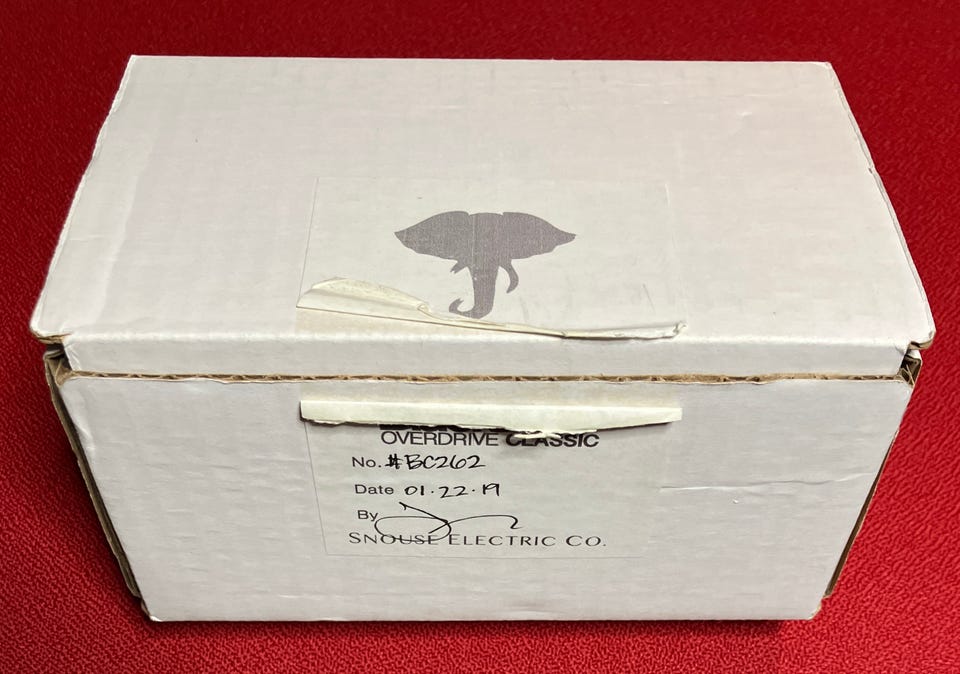 OVERDRIVE CLASSIC
No. #BC262
Date 01.22.19
By
SNOUSE ELECTRIC CO.